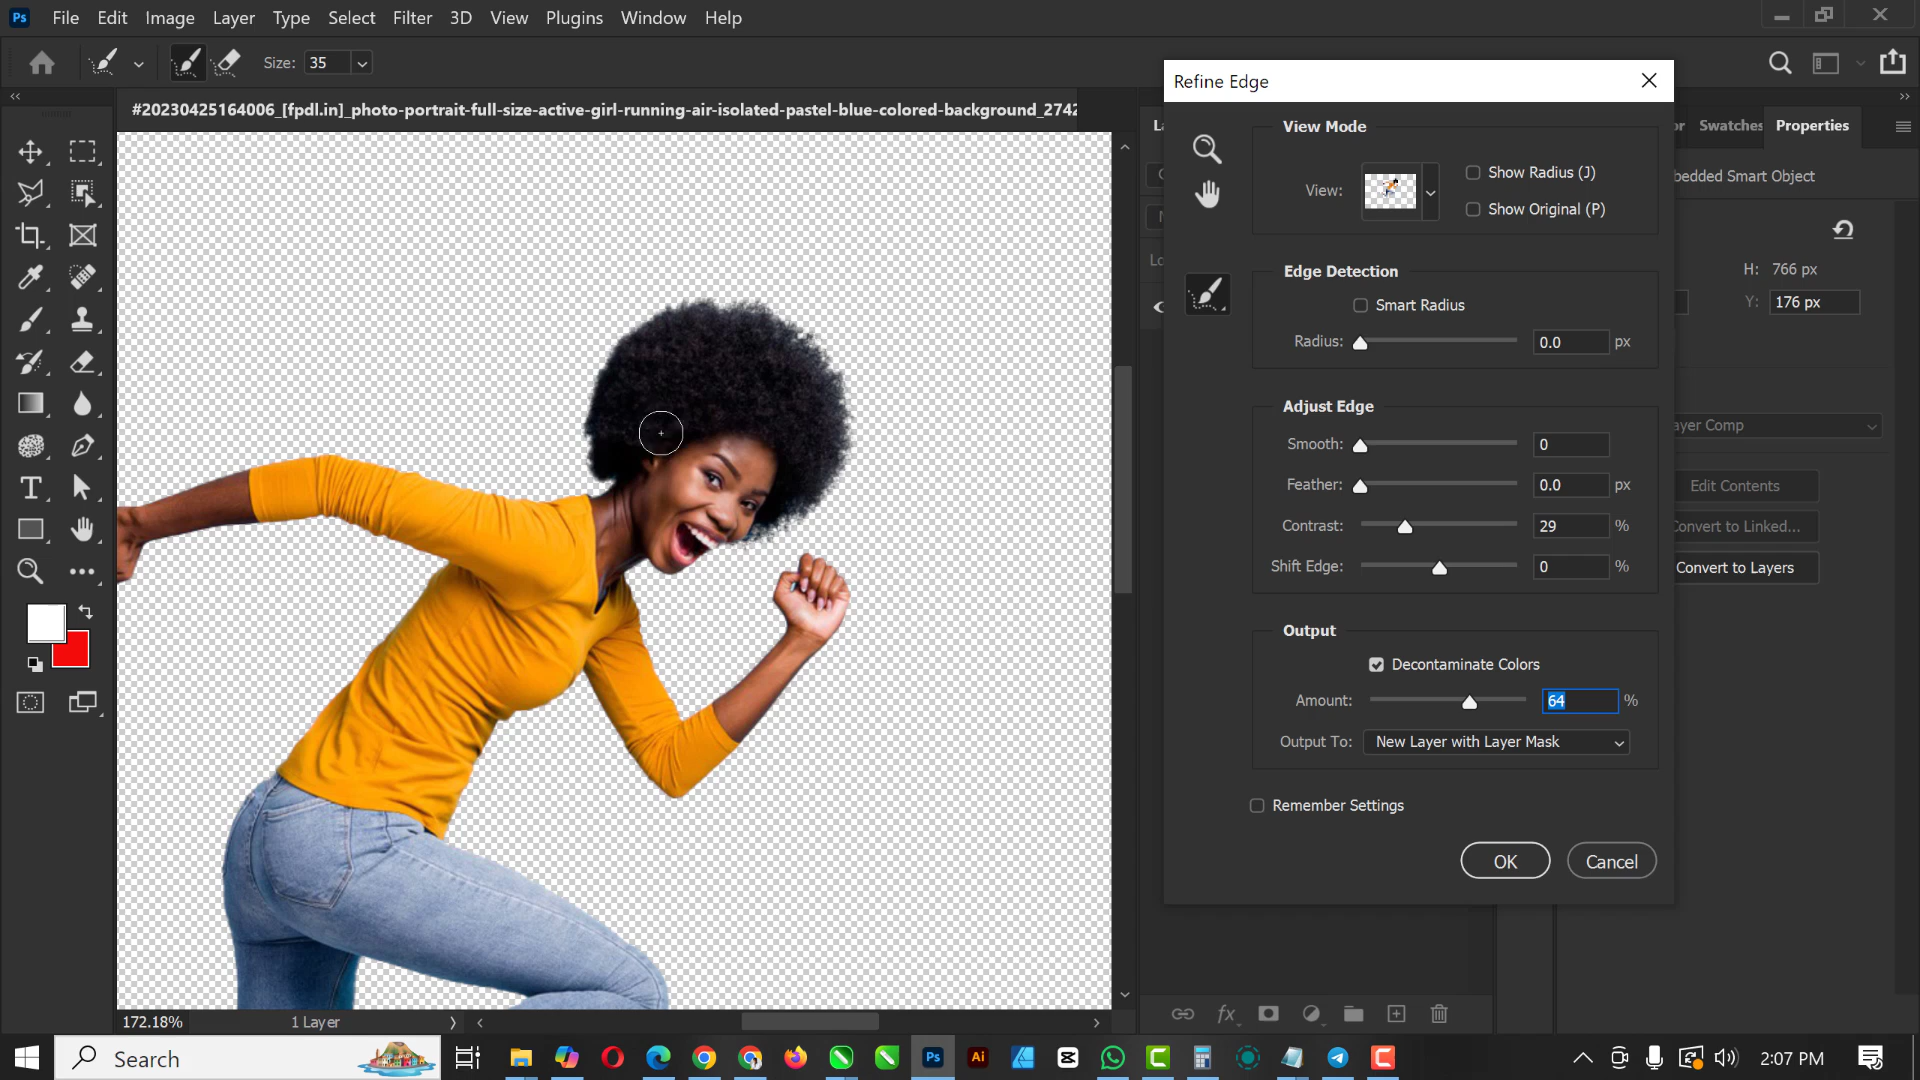 Ps File Edit Image Layer Type Select Filter 3D View Plugins Window Help
Size: 35
#20230425164006_[fpdl.in]_photo-portrait-full-size-active-girl-running-air-isolated-pastel-blue-colored-background_2742
Refine Edge
View Mode
View:
Show Radius (J)
Show Original (P)
Edge Detection
Smart Radius
Radius: 0.0 px
Adjust Edge
Smooth: 0
Feather: 0.0 px
Contrast: 29 %
Shift Edge: 0 %
Output
Decontaminate Colors
Amount: 64 %
Output To: New Layer with Layer Mask
Remember Settings
OK Cancel
Swatches Properties
bedded Smart Object
H: 766 px
Y: 176 px
ayer Comp
Edit Contents
Convert to Linked...
Convert to Layers
172.18% 1 Layer
fx
Search
Ps
Ai
2:07 PM